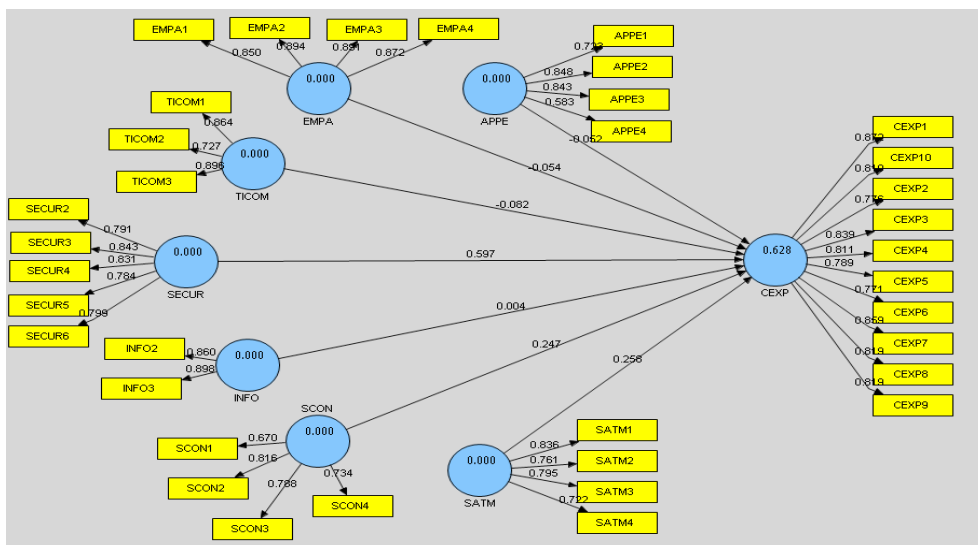 EMPA1
EMPA2
EMPA3
EMPA4
0.850
0.894
0.891
0.872
0.000
EMPA
APPE1
APPE2
APPE3
APPE4
0.848
0.843
0.583
0.000
APPE
TICOM1
TICOM2
TICOM3
0.864
0.727
0.896
0.000
TICOM
-0.052
-0.054
-0.082
SECUR2
SECUR3
SECUR4
SECUR5
SECUR6
0.791
0.843
0.831
0.784
0.799
0.000
SECUR
0.597
0.004
0.247
0.258
CEXP1
CEXP10
CEXP2
CEXP3
CEXP4
CEXP5
CEXP6
CEXP7
CEXP8
CEXP9
0.872
0.819
0.776
0.839
0.811
0.789
0.771
0.859
0.819
0.819
0.628
CEXP
INFO2
INFO3
0.860
0.898
0.000
INFO
SCON
0.000
SCON1
SCON2
SCON3
SCON4
0.670
0.816
0.788
0.734
SATM1
SATM2
SATM3
SATM4
0.836
0.761
0.795
0.722
0.000
SATM